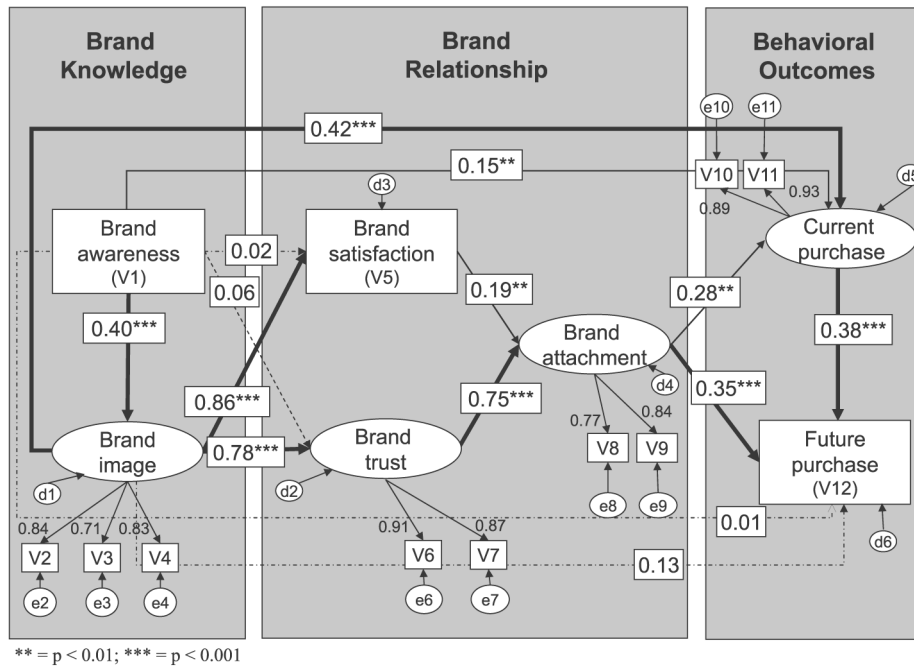 Brand
Knowledge
Brand
Relationship
Behavioral
Outcomes
e10
e11
0.42***
0.15**
V10
V11
d3
d5
0.89
0.93
Brand
awareness
(V1)
0.02
Brand
satisfaction
(V5)
Current
purchase
0.06
0.19**
0.28**
0.40***
Brand
attachment
0.38***
d4
0.86***
0.75***
0.35***
0.77
0.84
Brand
image
0.78***
Brand
trust
V8
V9
Future
purchase
(V12)
d1
d2
e8
e9
0.84
0.71
0.83
0.91
0.87
0.01
d6
V2
V3
V4
V6
V7
0.13
e2
e3
e4
e6
e7
** = p < 0.01; *** = p < 0.001